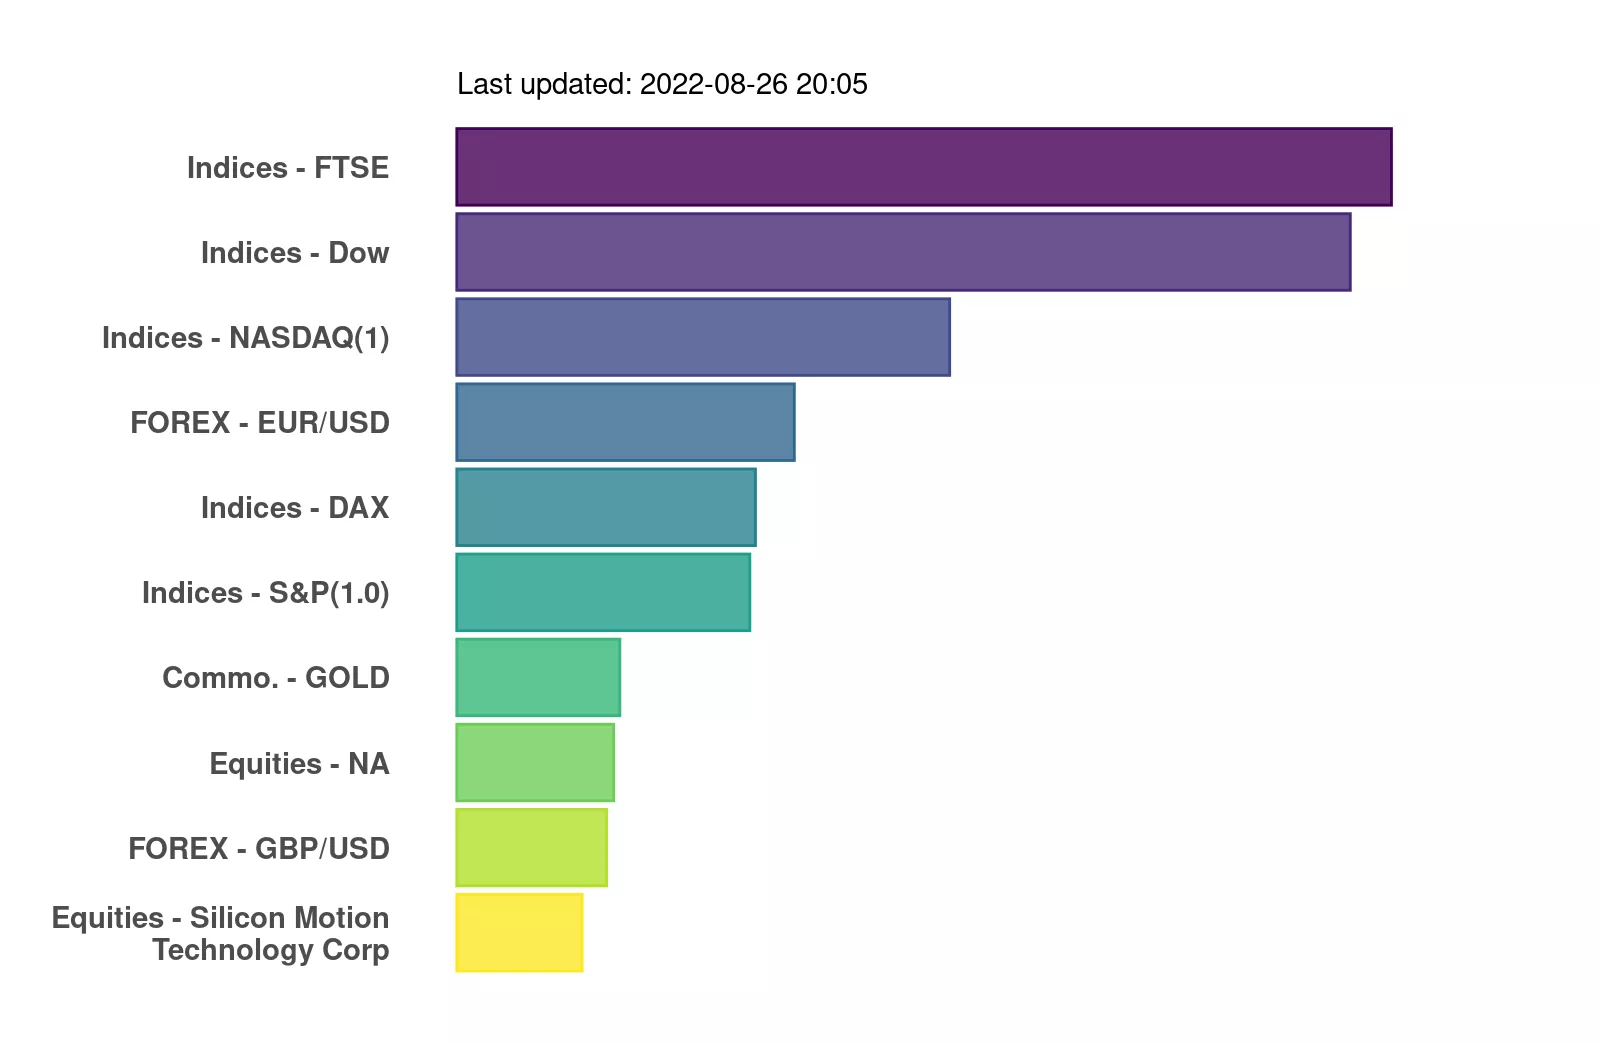 Last updated: 2022-08-26 20:05
Indices - FTSE
Indices - Dow
Indices - NASDAQ(1)
FOREX - EUR/USD
Indices - DAX
Indices - S&P(1.0)
Commo. - GOLD
Equities - NA
FOREX - GBP/USD
Equities - Silicon Motion
Technology Corp